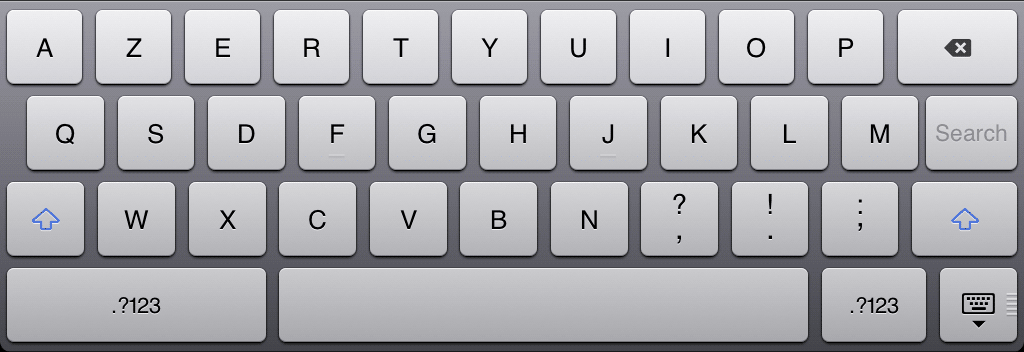 A Z E R T Y U I O P
Q S D F G H J K L M Search
W X C V B N ? , ! . : ;
.?123 .?123